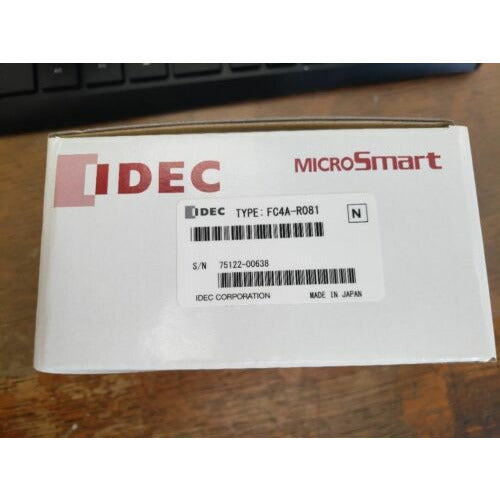 IDEC
MICROSmart
IDEC TYPE: FC4A-R081
N
S/N 75122-00638
IDEC CORPORATION MADE IN JAPAN